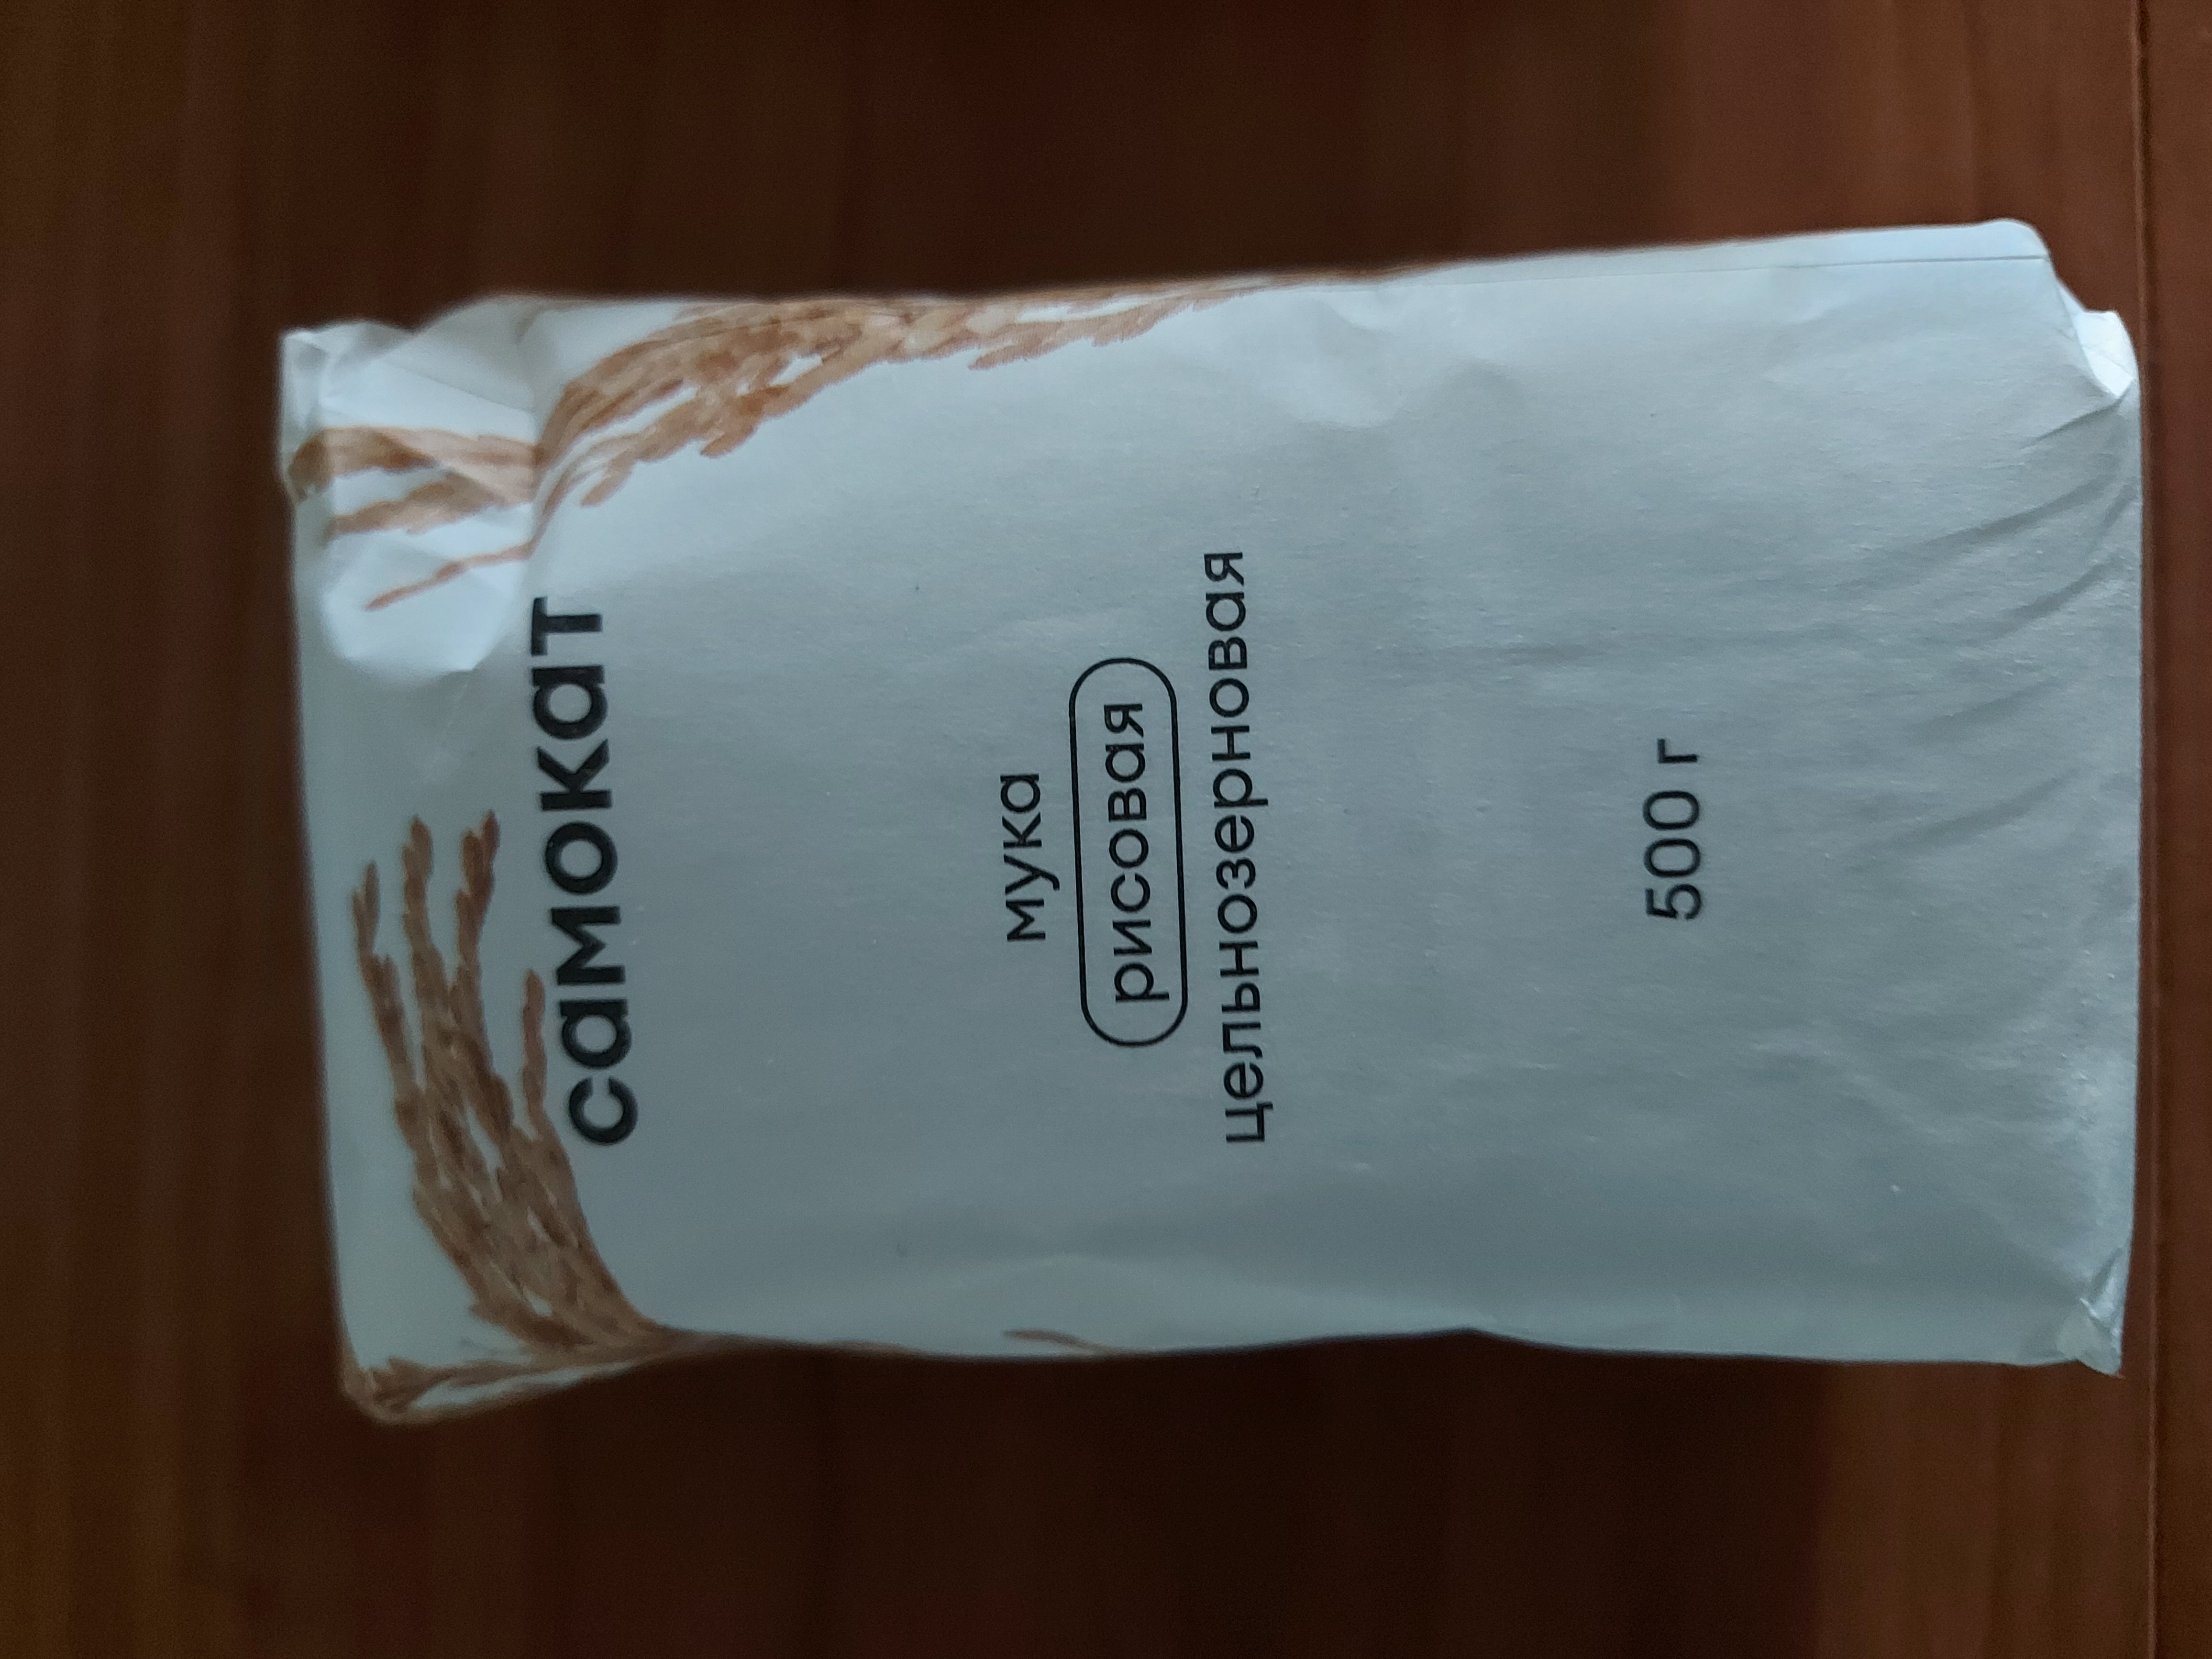 самокат
мука
рисовая
цельнозерновая
500 г